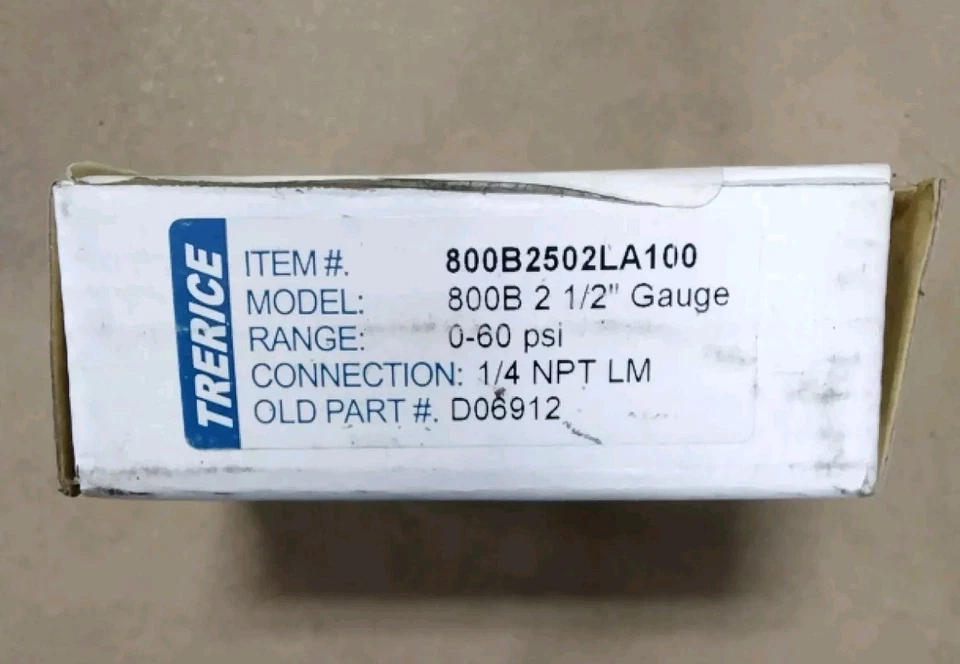 TRERICE
ITEM #. 800B2502LA100
MODEL: 800B 2 1/2" Gauge
RANGE: 0-60 psi
CONNECTION: 1/4 NPT LM
OLD PART #. D06912